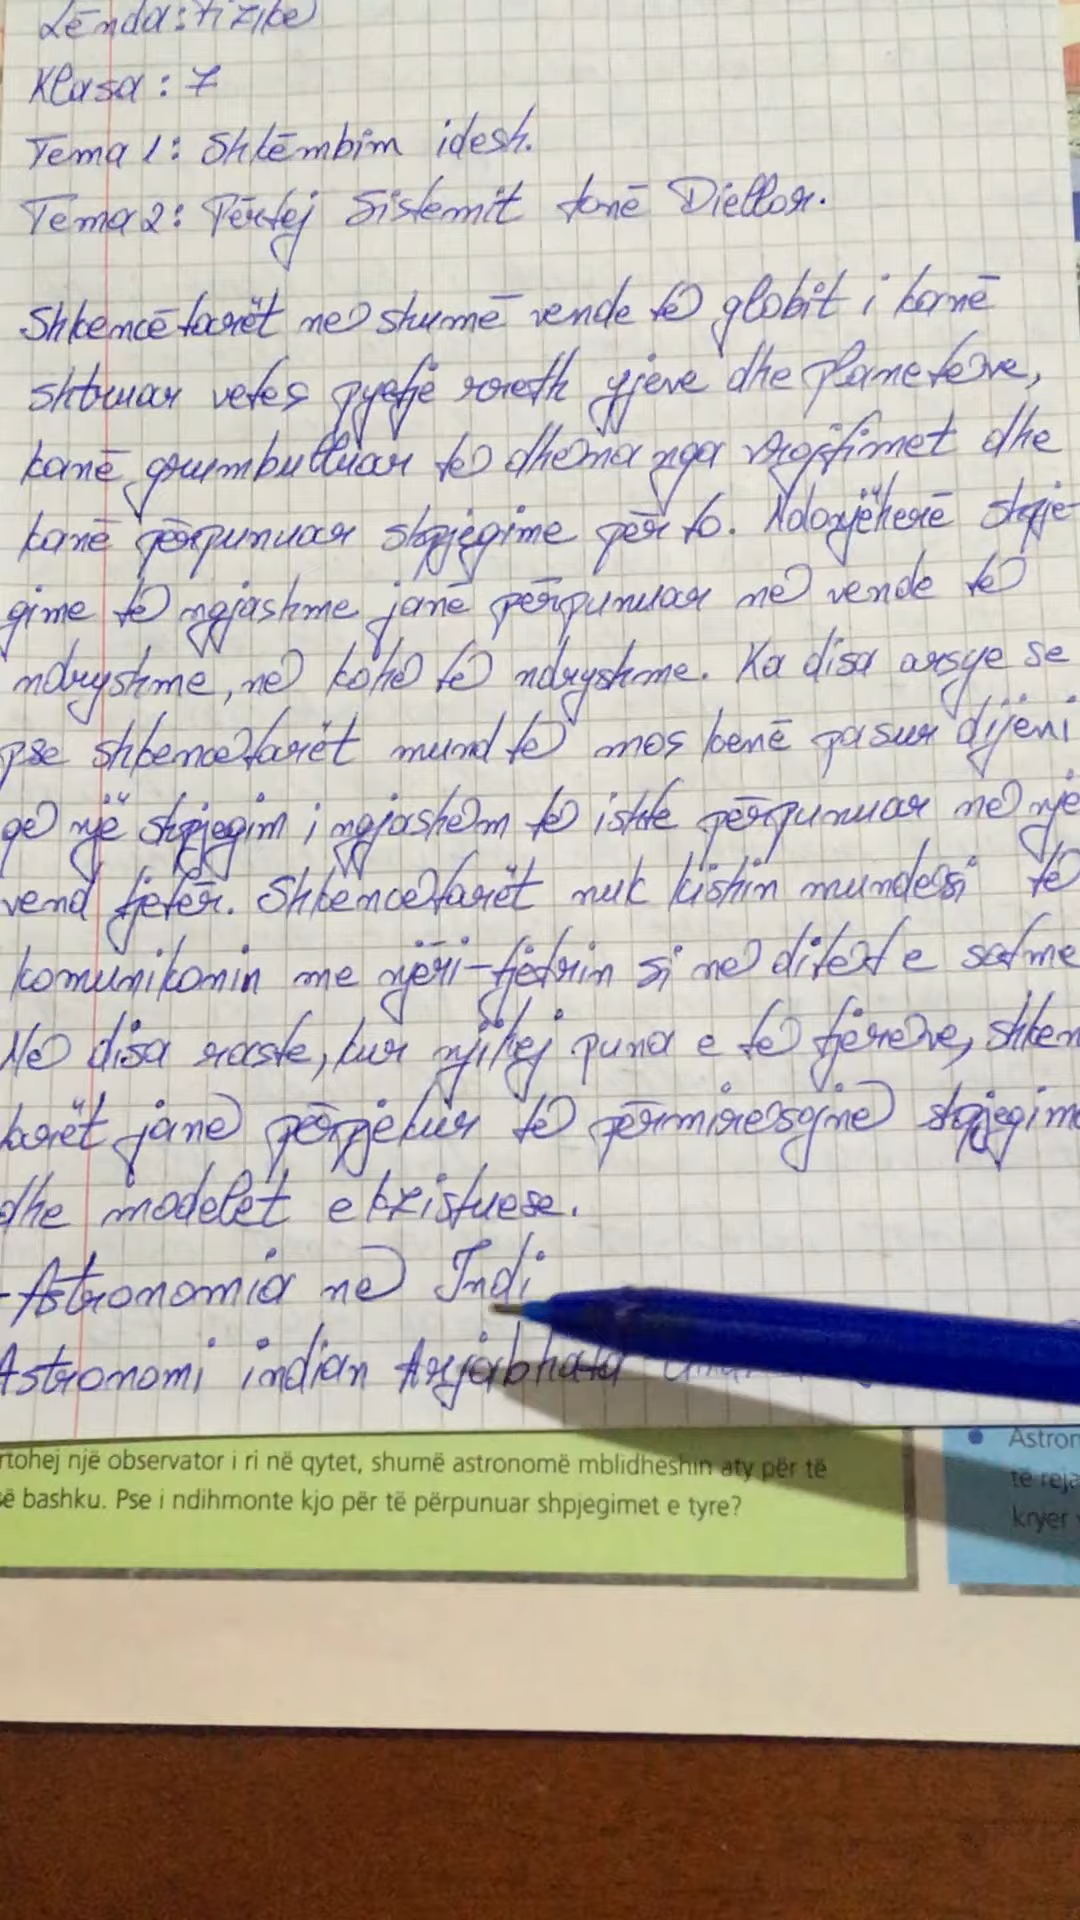 Lënda: Fizikë
Klasa: 7
Tema 1: Shkëmbim idesh.
Tema 2: Përtej Sistemit tonë Diellor.
Shkencëtarët në shumë vende të globit i kanë
shtruar vetes pyetje rreth yjeve dhe planetëve,
kanë grumbulluar të dhëna nga vrojtimet dhe
kanë përpunuar shpjegime për to. Ndonjëherë shpje-
gime të ngjashme janë përpunuar në vende të
ndryshme, në kohë të ndryshme. Ka disa arsye se
pse shkencëtarët mund të mos kenë pasur dijeni
që një shpjegim i ngjashëm të ishte përpunuar në një
vend tjetër. Shkencëtarët nuk kishin mundësi të
komunikonin me njëri-tjetrin si në ditët e sotme
Në disa raste, kur njihej puna e të tjerëve, shken
tarët janë përpjekur të përmirësojnë shpjegime
dhe modelet ekzistuese.
-Astronomia në Indi
Astronomi indian Arjabhata
rtohej një observator i ri në qytet, shumë astronomë mblidheshin aty për të
ë bashku. Pse i ndihmonte kjo për të përpunuar shpjegimet e tyre?
• Astron
të reja
kryer